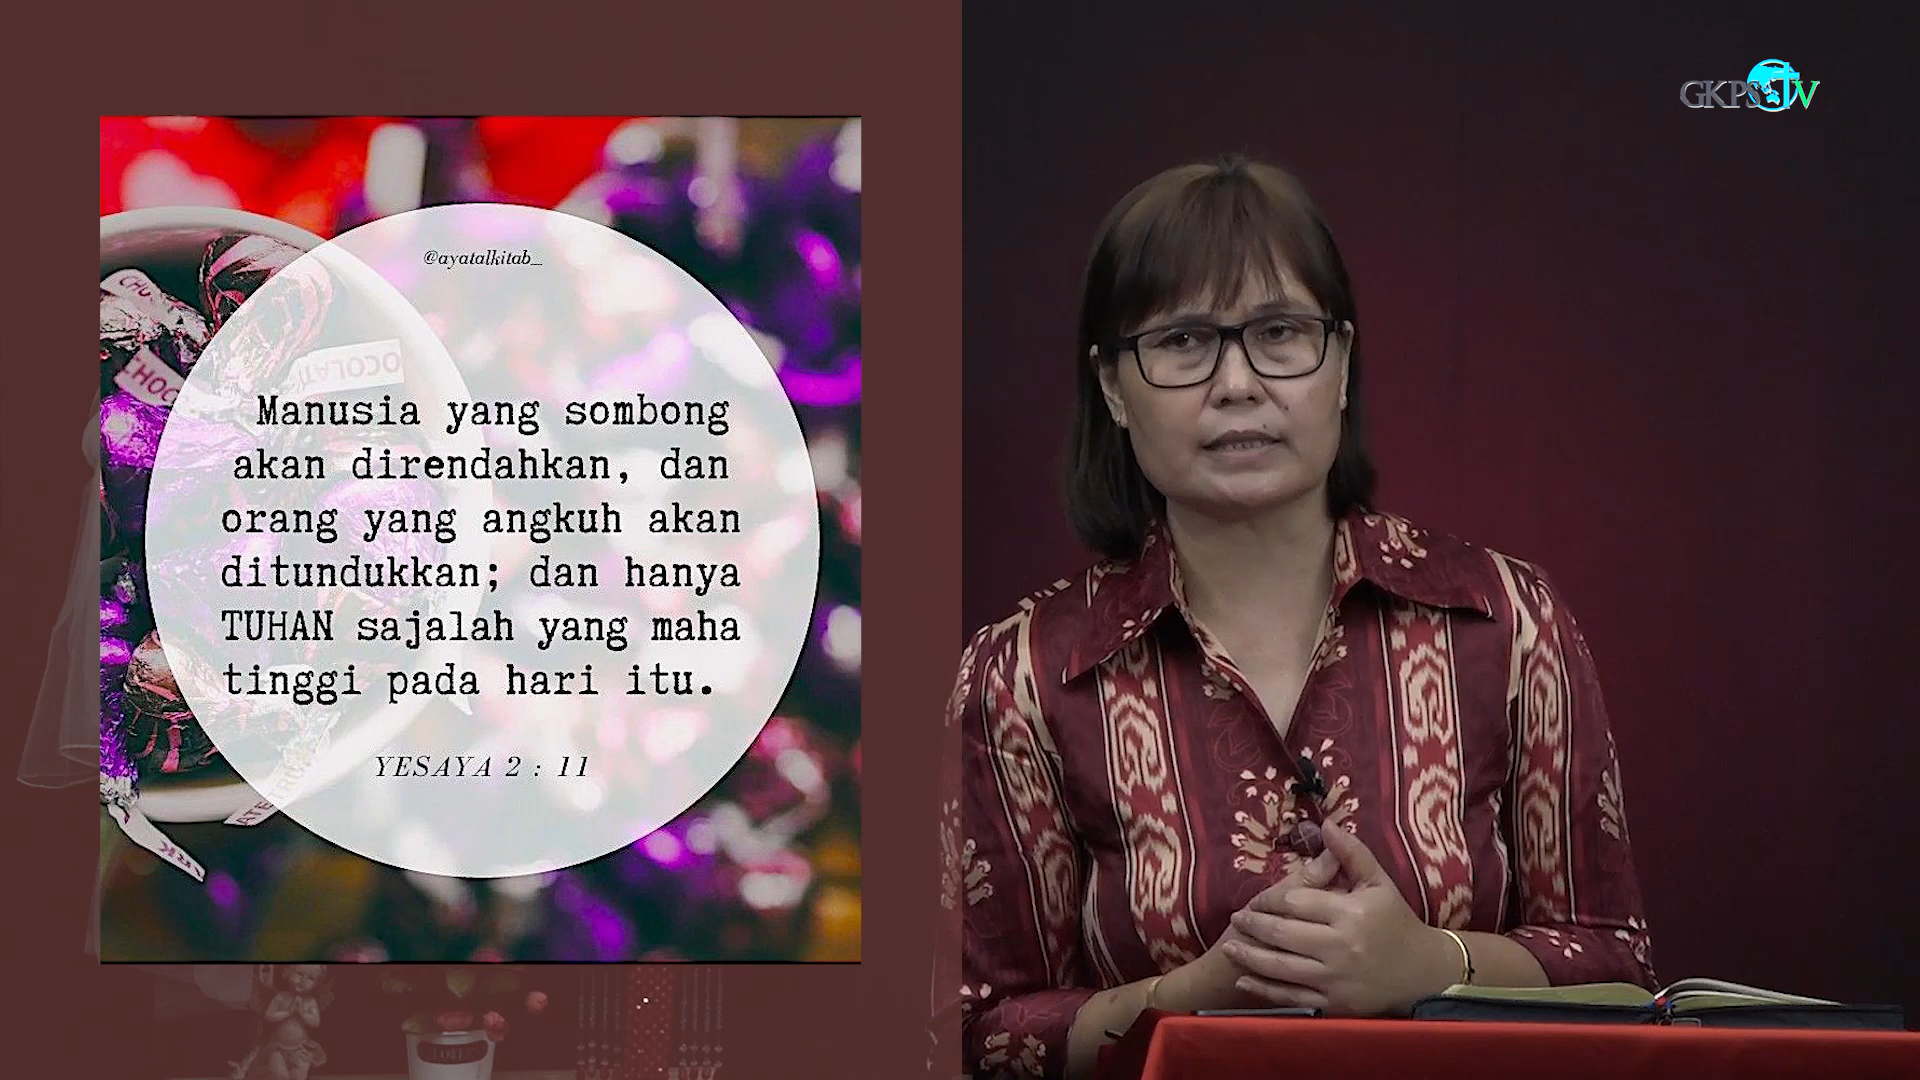 @ayatalkitab_
Manusia yang sombong
akan direndahkan, dan
orang yang angkuh akan
ditundukkan; dan hanya
TUHAN sajalah yang maha
tinggi pada hari itu.
YESAYA 2 : 11
GKPS TV